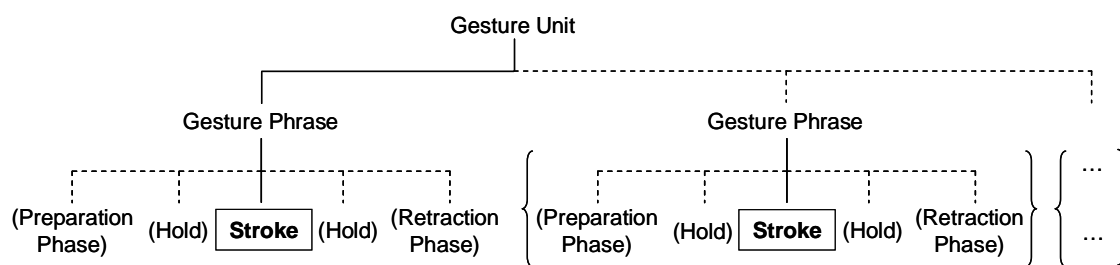 Gesture Unit
Gesture Phrase Gesture Phrase
(Preparation Phase) (Hold) Stroke (Hold) (Retraction Phase) (Preparation Phase) (Hold) Stroke (Hold) (Retraction Phase)
...
...